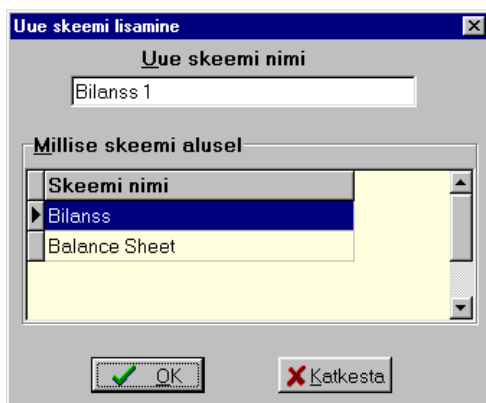 Uue skeemi lisamine
Uue skeemi nimi
Bilanss 1
Millise skeemi alusel
Skeemi nimi
Bilanss
Balance Sheet
OK Katkesta